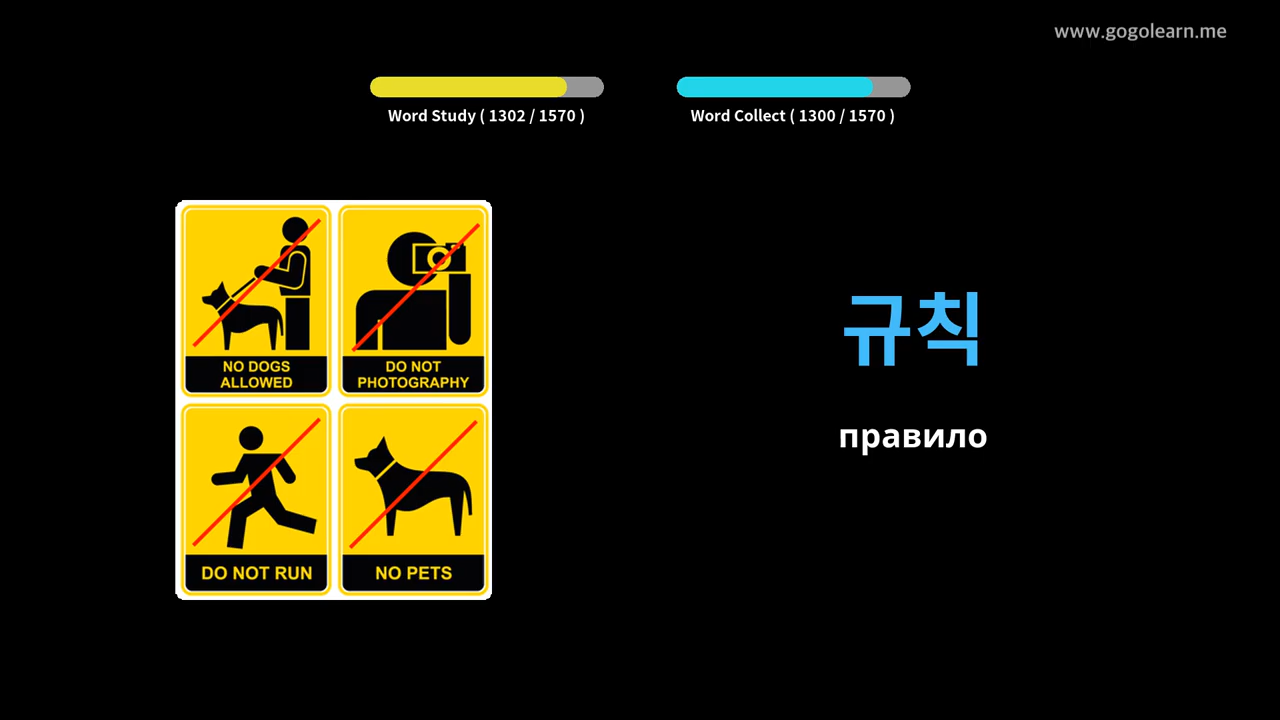 www.gogolearn.me
Word Study ( 1302 / 1570 )
Word Collect ( 1300 / 1570 )
NO DOGS
ALLOWED
DO NOT
PHOTOGRAPHY
DO NOT RUN
NO PETS
규칙
правило